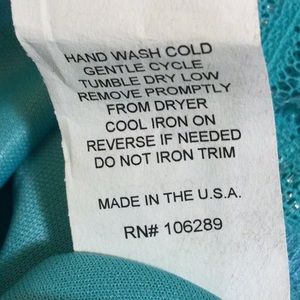 HAND WASH COLD
GENTLE CYCLE
TUMBLE DRY LOW
REMOVE PROMPTLY
FROM DRYER
COOL IRON ON
REVERSE IF NEEDED
DO NOT IRON TRIM
MADE IN THE U.S.A.
RN# 106289